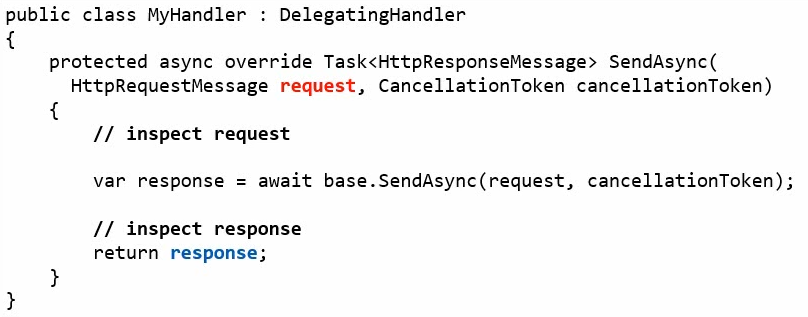 public class MyHandler : DelegatingHandler
{
    protected async override Task<HttpResponseMessage> SendAsync(
      HttpRequestMessage request, CancellationToken cancellationToken)
    {
        // inspect request

        var response = await base.SendAsync(request, cancellationToken);

        // inspect response
        return response;
    }
}